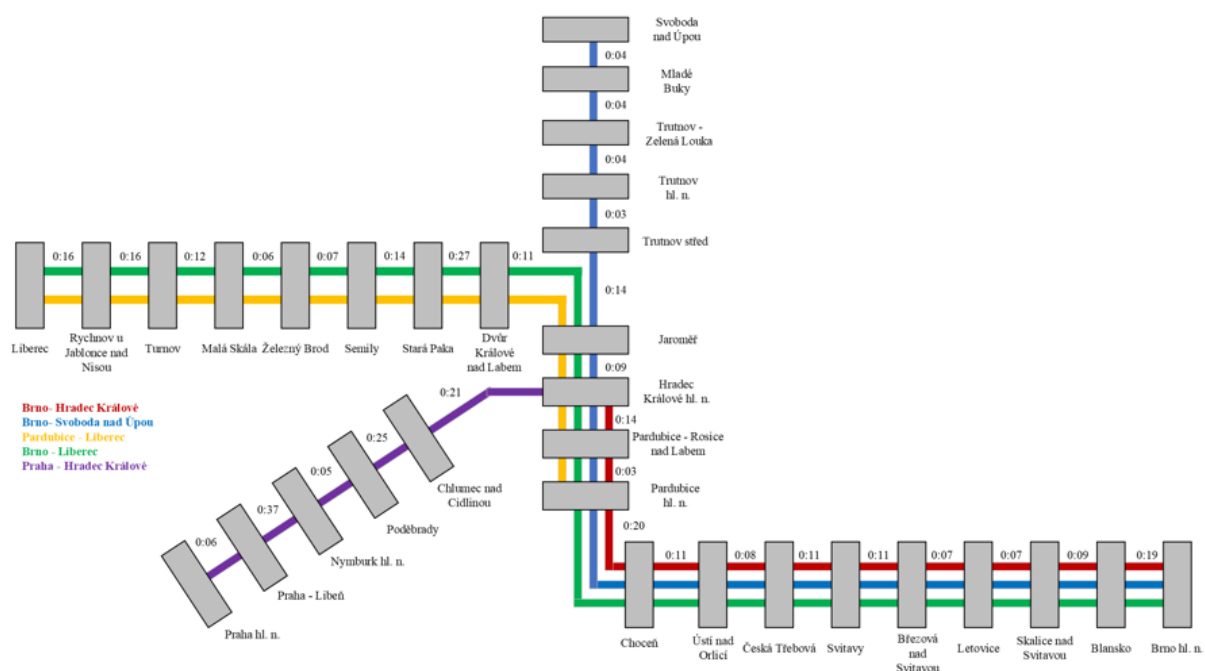 Svoboda
nad Úpou
0:04
Mladé
Buky
0:04
Trutnov -
Zelená Louka
0:04
Trutnov
hl. n.
0:03
Trutnov střed
0:16 0:16 0:12 0:06 0:07 0:14 0:27 0:11
0:14
Liberec
Rychnov u
Jablonce nad
Nisou
Turnov
Malá Skála
Železný Brod
Semily
Stará Paka
Dvůr
Králové
nad Labem
Jaroměř
0:09
Hradec
Králové hl. n.
0:21
0:14
Brno- Hradec Králové
Brno- Svoboda nad Úpou
Pardubice - Liberec
Brno - Liberec
Praha - Hradec Králové
0:25
Pardubice - Rosice
nad Labem
0:03
0:05
Chlumec nad
Cidlinou
Pardubice
hl. n.
0:37
Poděbrady
0:20
0:06
Nymburk hl. n.
0:11 0:08 0:11 0:11 0:07 0:07 0:09 0:19
Praha - Libeň
Praha hl. n.
Choceň
Ústí nad
Orlicí
Česká Třebová
Svitavy
Březová
nad
Svitavou
Letovice
Skalice nad
Svitavou
Blansko
Brno hl. n.